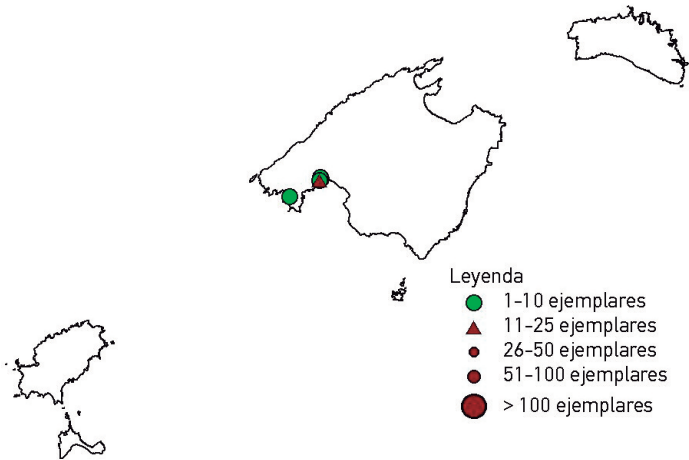 Leyenda
1-10 ejemplares
11-25 ejemplares
26-50 ejemplares
51-100 ejemplares
> 100 ejemplares